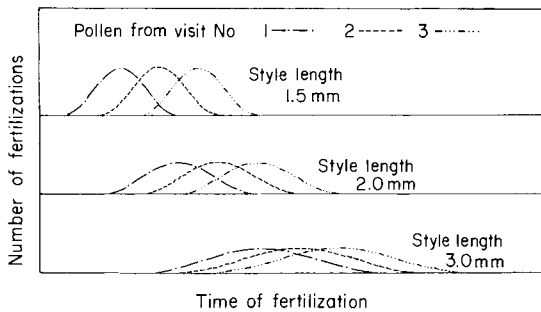 Pollen from visit No 1 2 3
Style length
1.5 mm
Style length
2.0 mm
Style length
3.0 mm
Number of fertilizations
Time of fertilization